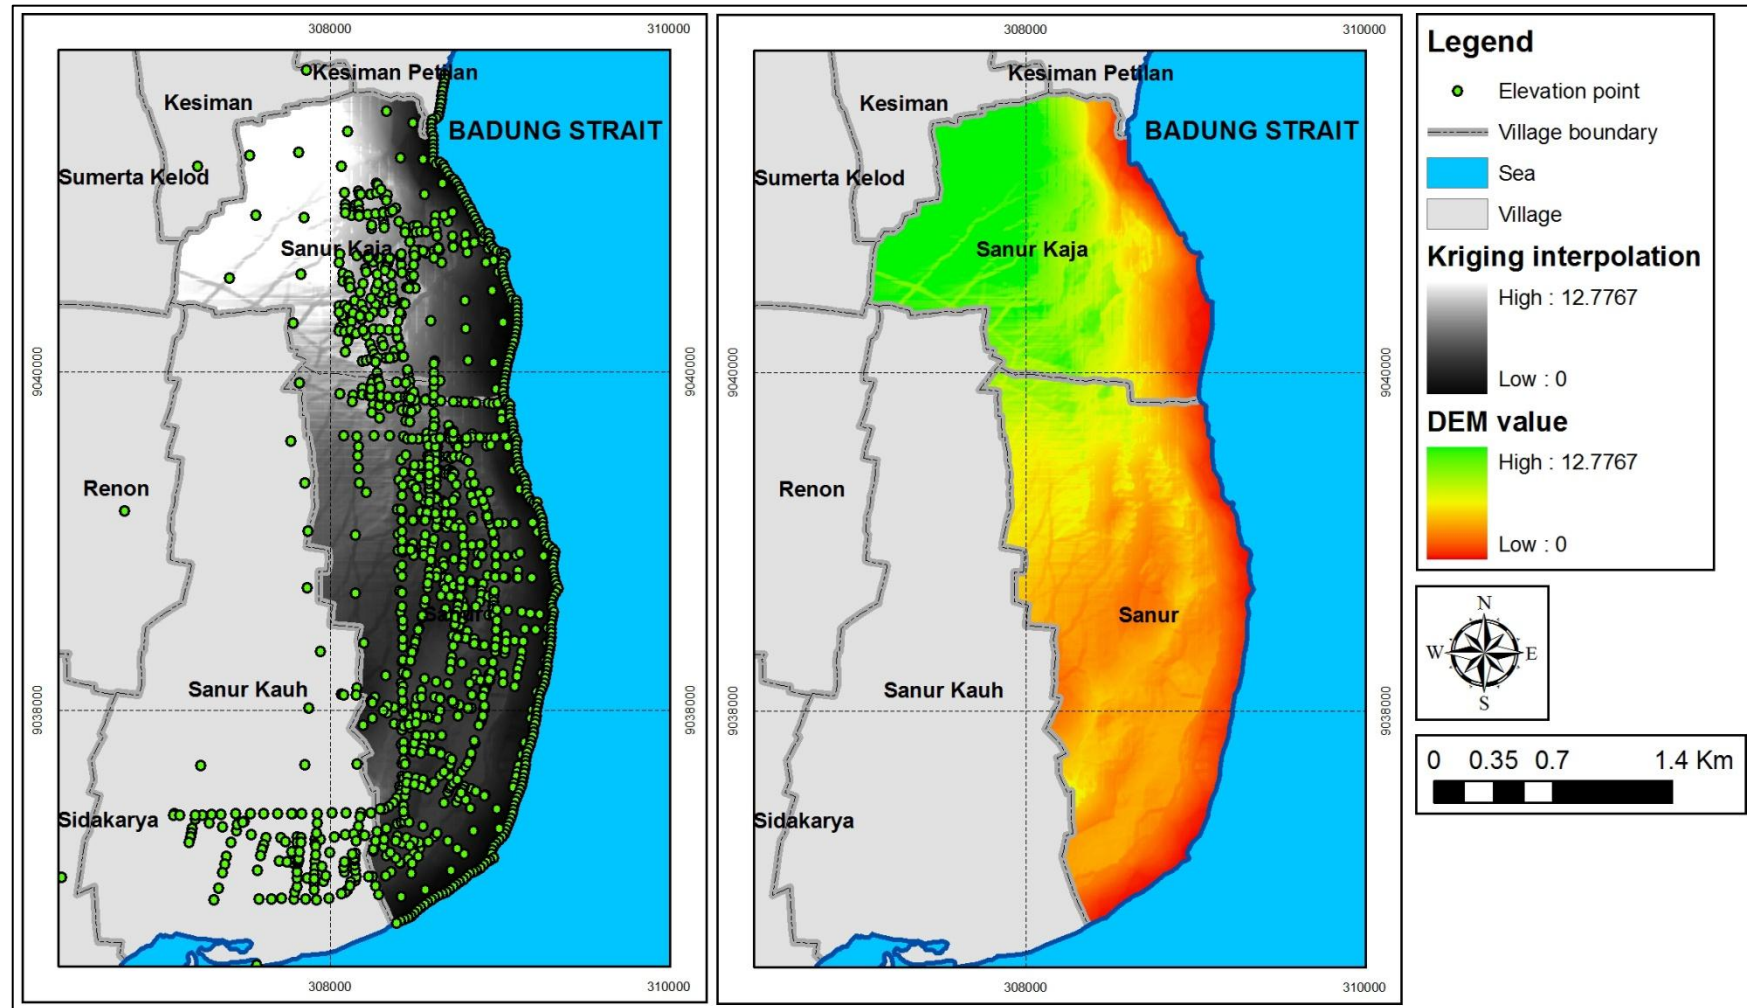 308000
310000
Kesiman Petilan
Kesiman
BADUNG STRAIT
Sumerta Kelod
Sanur Kaja
9040000
9040000
Renon
Sanur
Sanur Kauh
9038000
9038000
Sidakarya
308000
310000
308000
310000
Kesiman Petilan
Kesiman
BADUNG STRAIT
Sumerta Kelod
Sanur Kaja
9040000
9040000
Renon
Sanur
Sanur Kauh
9038000
9038000
Sidakarya
308000
310000
Legend
Elevation point
Village boundary
Sea
Village
Kriging interpolation
High : 12.7767
Low : 0
DEM value
High : 12.7767
Low : 0
N
W
E
S
0 0.35 0.7 1.4 Km